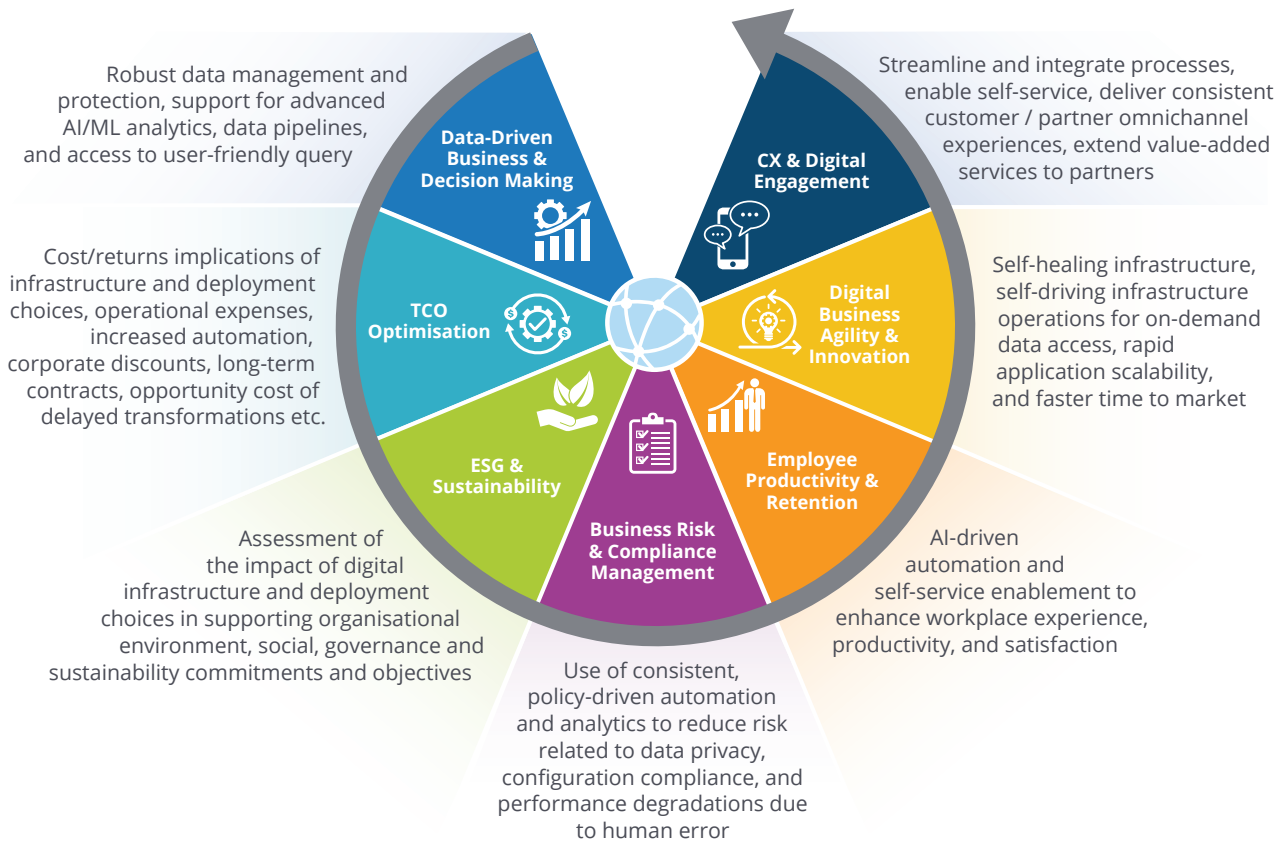 Robust data management and
protection, support for advanced
AI/ML analytics, data pipelines,
and access to user-friendly query
Data-Driven
Business &
Decision Making
CX & Digital
Engagement
Streamline and integrate processes,
enable self-service, deliver consistent
customer / partner omnichannel
experiences, extend value-added
services to partners
Cost/returns implications of
infrastructure and deployment
choices, operational expenses,
increased automation,
corporate discounts, long-term
contracts, opportunity cost of
delayed transformations etc.
TCO
Optimisation
$
$
Digital
Business
Agility &
Innovation
Self-healing infrastructure,
self-driving infrastructure
operations for on-demand
data access, rapid
application scalability,
and faster time to market
ESG &
Sustainability
Business Risk
& Compliance
Management
Employee
Productivity &
Retention
Assessment of
the impact of digital
infrastructure and deployment
choices in supporting organisational
environment, social, governance and
sustainability commitments and objectives
Use of consistent,
policy-driven automation
and analytics to reduce risk
related to data privacy,
configuration compliance, and
performance degradations due
to human error
AI-driven
automation and
self-service enablement to
enhance workplace experience,
productivity, and satisfaction